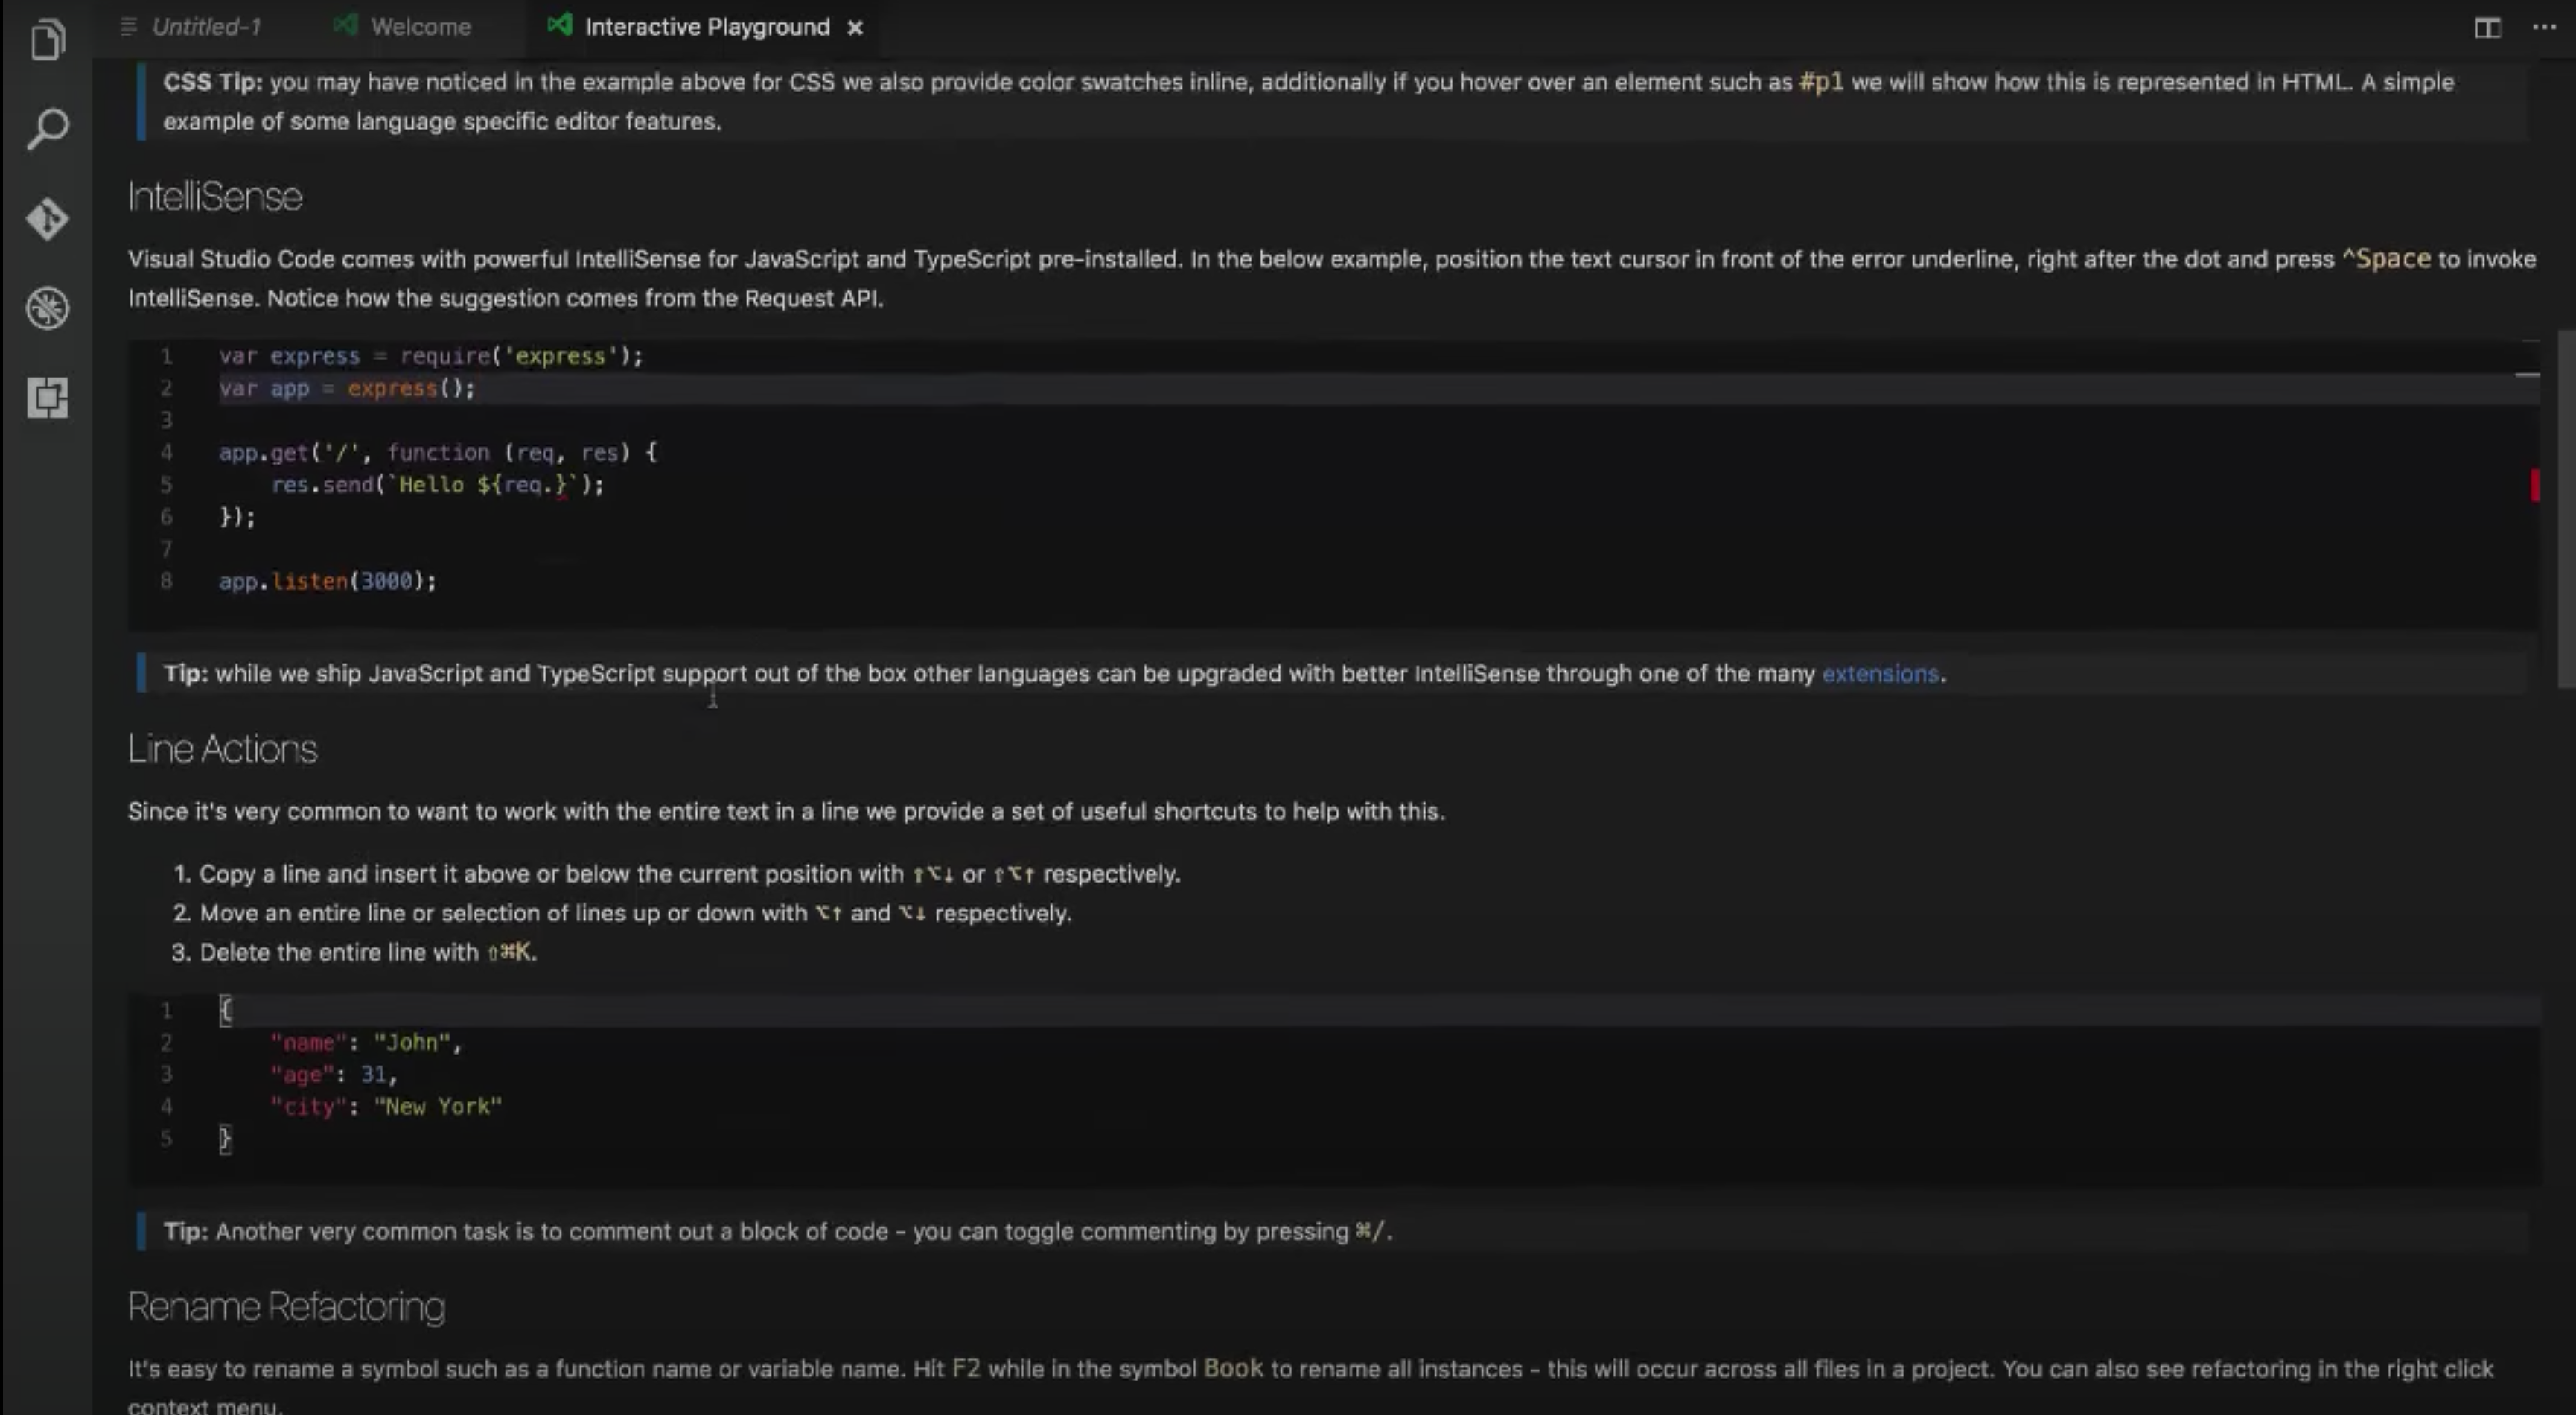 Untitled-1 Welcome Interactive Playground ×
CSS Tip: you may have noticed in the example above for CSS we also provide color swatches inline, additionally if you hover over an element such as #p1 we will show how this is represented in HTML. A simple
example of some language specific editor features.
IntelliSense
Visual Studio Code comes with powerful IntelliSense for JavaScript and TypeScript pre-installed. In the below example, position the text cursor in front of the error underline, right after the dot and press ^Space to invoke
IntelliSense. Notice how the suggestion comes from the Request API.
1 var express = require('express');
2 var app = express();
3
4 app.get('/', function (req, res) {
5     res.send(`Hello ${req.}`);
6 });
7
8 app.listen(3000);
Tip: while we ship JavaScript and TypeScript support out of the box other languages can be upgraded with better IntelliSense through one of the many extensions.
Line Actions
Since it's very common to want to work with the entire text in a line we provide a set of useful shortcuts to help with this.
1. Copy a line and insert it above or below the current position with ⇧⌥↓ or ⇧⌥↑ respectively.
2. Move an entire line or selection of lines up or down with ⌥↑ and ⌥↓ respectively.
3. Delete the entire line with ⇧⌘K.
1 {
2     "name": "John",
3     "age": 31,
4     "city": "New York"
5 }
Tip: Another very common task is to comment out a block of code - you can toggle commenting by pressing ⌘/.
Rename Refactoring
It's easy to rename a symbol such as a function name or variable name. Hit F2 while in the symbol Book to rename all instances - this will occur across all files in a project. You can also see refactoring in the right click
context menu.